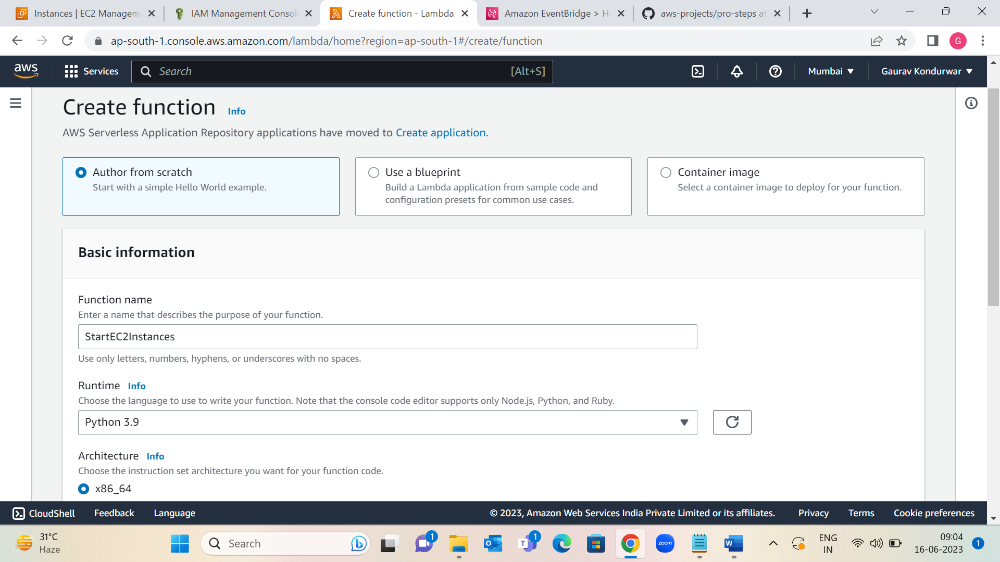 Instances | EC2 Managem
IAM Management Consol
Create function - Lambda
Amazon EventBridge > H
aws-projects/pro-steps at
ap-south-1.console.aws.amazon.com/lambda/home?region=ap-south-1#/create/function
G
aws
Services
Search
[Alt+S]
Mumbai
Gaurav Kondurwar
Create function Info
AWS Serverless Application Repository applications have moved to Create application.
Author from scratch
Start with a simple Hello World example.
Use a blueprint
Build a Lambda application from sample code and
configuration presets for common use cases.
Container image
Select a container image to deploy for your function.
Basic information
Function name
Enter a name that describes the purpose of your function.
StartEC2Instances
Use only letters, numbers, hyphens, or underscores with no spaces.
Runtime Info
Choose the language to use to write your function. Note that the console code editor supports only Node.js, Python, and Ruby.
Python 3.9
Architecture Info
Choose the instruction set architecture you want for your function code.
x86_64
CloudShell
Feedback
Language
© 2023, Amazon Web Services India Private Limited or its affiliates.
Privacy
Terms
Cookie preferences
31°C
Haze
Search
1
1
zoom
ENG
IN
09:04
16-06-2023
1